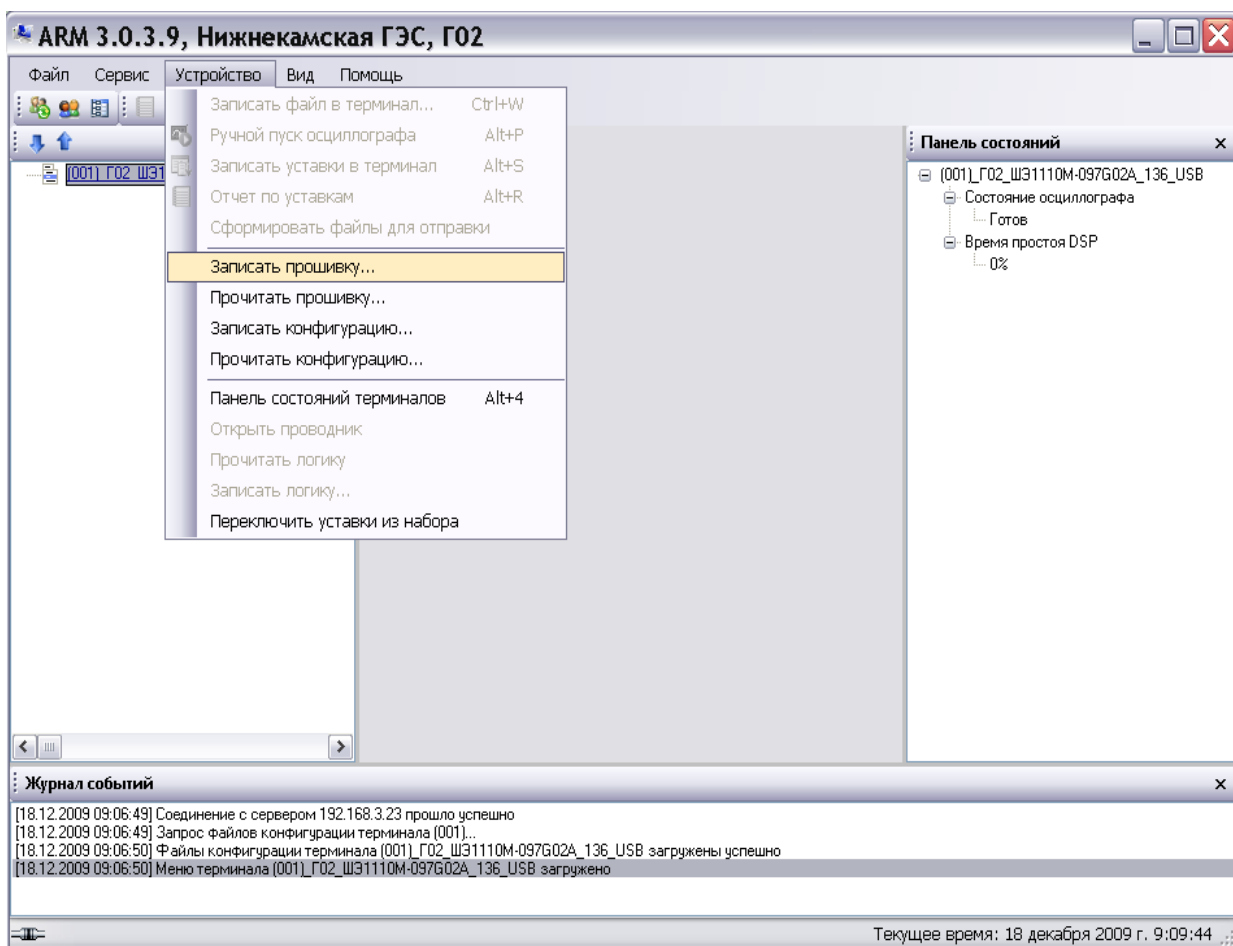 ARM 3.0.3.9, Нижнекамская ГЭС, Г02
Файл Сервис Устройство Вид Помощь
Записать файл в терминал... Ctrl+W
Ручной пуск осциллографа Alt+P
Записать уставки в терминал Alt+S
Отчет по уставкам Alt+R
Сформировать файлы для отправки
Записать прошивку...
Прочитать прошивку...
Записать конфигурацию...
Прочитать конфигурацию...
Панель состояний терминалов Alt+4
Открыть проводник
Прочитать логику
Записать логику...
Переключить уставки из набора
(001)_Г02_ШЭ1
Панель состояний
(001)_Г02_ШЭ1110М-097G02A_136_USB
Состояние осциллографа
Готов
Время простоя DSP
0%
Журнал событий
[18.12.2009 09:06:49] Соединение с сервером 192.168.3.23 прошло успешно
[18.12.2009 09:06:49] Запрос файлов конфигурации терминала (001)...
[18.12.2009 09:06:50] Файлы конфигурации терминала (001)_Г02_ШЭ1110М-097G02A_136_USB загружены успешно
[18.12.2009 09:06:50] Меню терминала (001)_Г02_ШЭ1110М-097G02A_136_USB загружено
Текущее время: 18 декабря 2009 г. 9:09:44